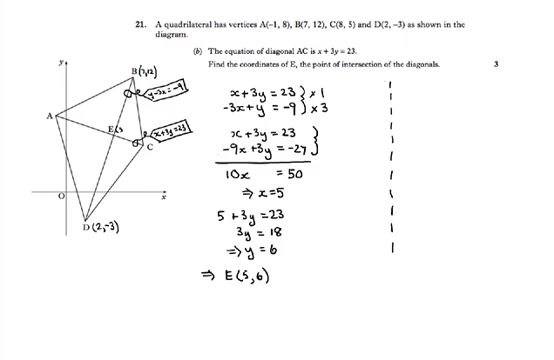 21. A quadrilateral has vertices A(−1, 8), B(7, 12), C(8, 5) and D(2, −3) as shown in the
diagram.
(b) The equation of diagonal AC is x + 3y = 23.
Find the coordinates of E, the point of intersection of the diagonals. 3
y
B(7,12)
y-3x=-9
A
E(5
x+3y=23
C
O
x
D(2,-3)
x+3y=23 } ×1
-3x+y=-9 } ×3
x+3y=23
-9x+3y=-27 }
10x =50
⇒ x=5
5+3y=23
3y=18
⇒ y=6
⇒ E(5,6)